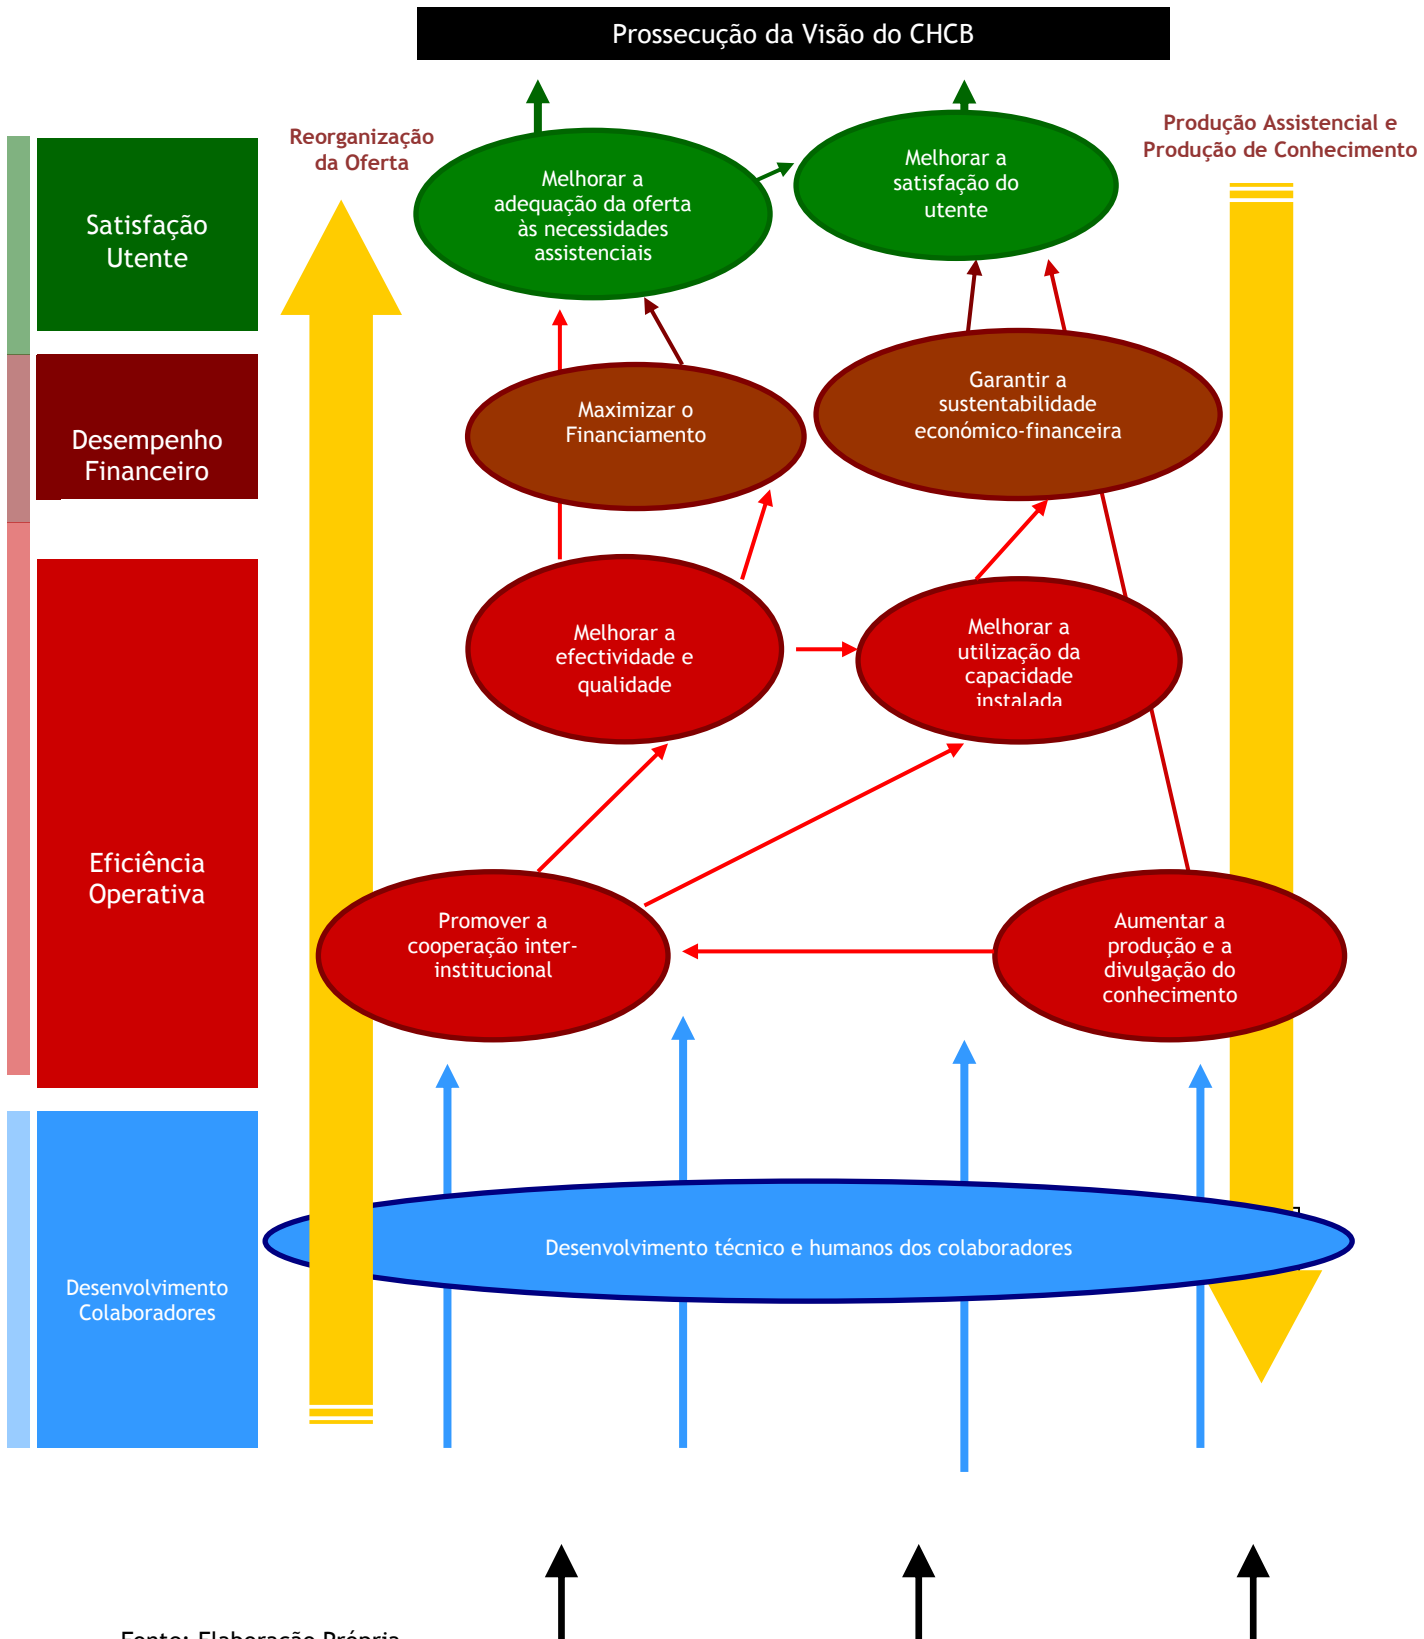 Prossecução da Visão do CHCB
Reorganização
da Oferta
Produção Assistencial e
Produção de Conhecimento
Satisfação
Utente
Melhorar a
adequação da oferta
às necessidades
assistenciais
Melhorar a
satisfação do
utente
Desempenho
Financeiro
Maximizar o
Financiamento
Garantir a
sustentabilidade
económico-financeira
Eficiência
Operativa
Melhorar a
efectividade e
qualidade
Melhorar a
utilização da
capacidade
instalada
Promover a
cooperação inter-
institucional
Aumentar a
produção e a
divulgação do
conhecimento
Desenvolvimento
Colaboradores
Desenvolvimento técnico e humanos dos colaboradores
Fonte: Elaboração Própria